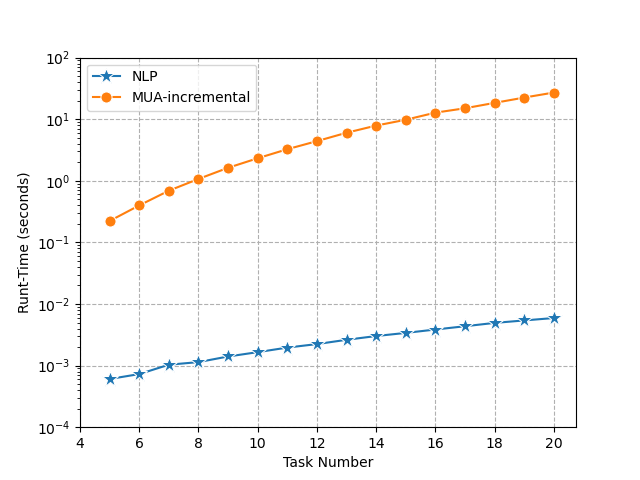 NLP
MUA-incremental
10²
10¹
10⁰
10⁻¹
10⁻²
10⁻³
10⁻⁴
Runt-Time (seconds)
4 6 8 10 12 14 16 18 20
Task Number